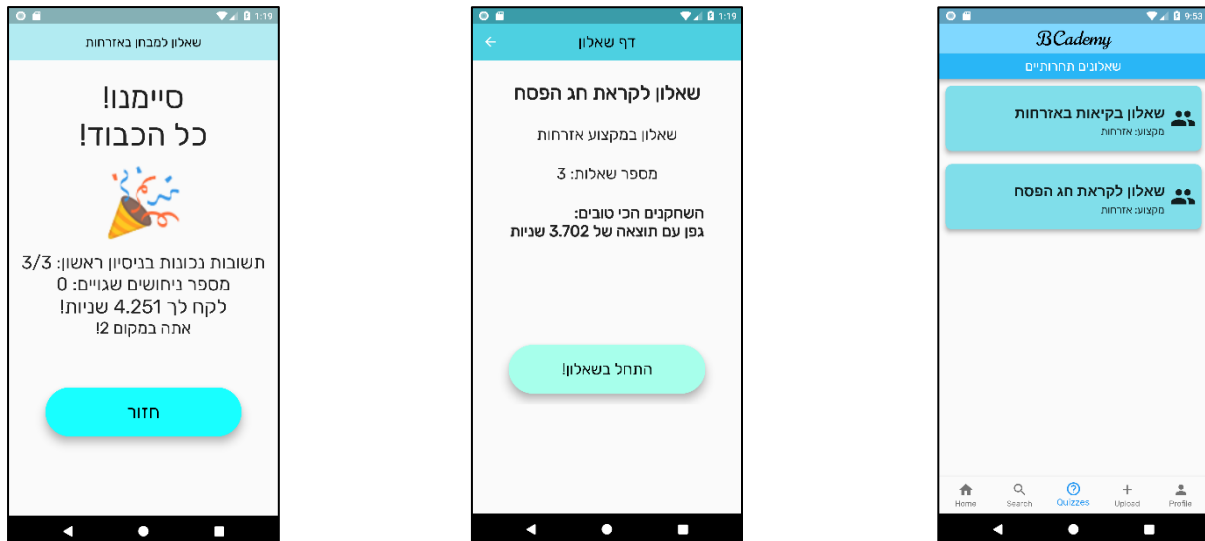 1:19
שאלון למבחן באזרחות
סיימנו!
כל הכבוד!
תשובות נכונות בניסיון ראשון: 3/3
מספר ניחושים שגויים: 0
לקח לך 4.251 שניות!
אתה במקום 2!
חזור
1:19
דף שאלון
שאלון לקראת חג הפסח
שאלון במקצוע אזרחות
מספר שאלות: 3
השחקנים הכי טובים:
גפן עם תוצאה של 3.702 שניות
התחל בשאלון!
9:53
BCademy
שאלונים תחרותיים
שאלון בקיאות באזרחות
מקצוע: אזרחות
שאלון לקראת חג הפסח
מקצוע: אזרחות
Home Search Quizzes Upload Profile